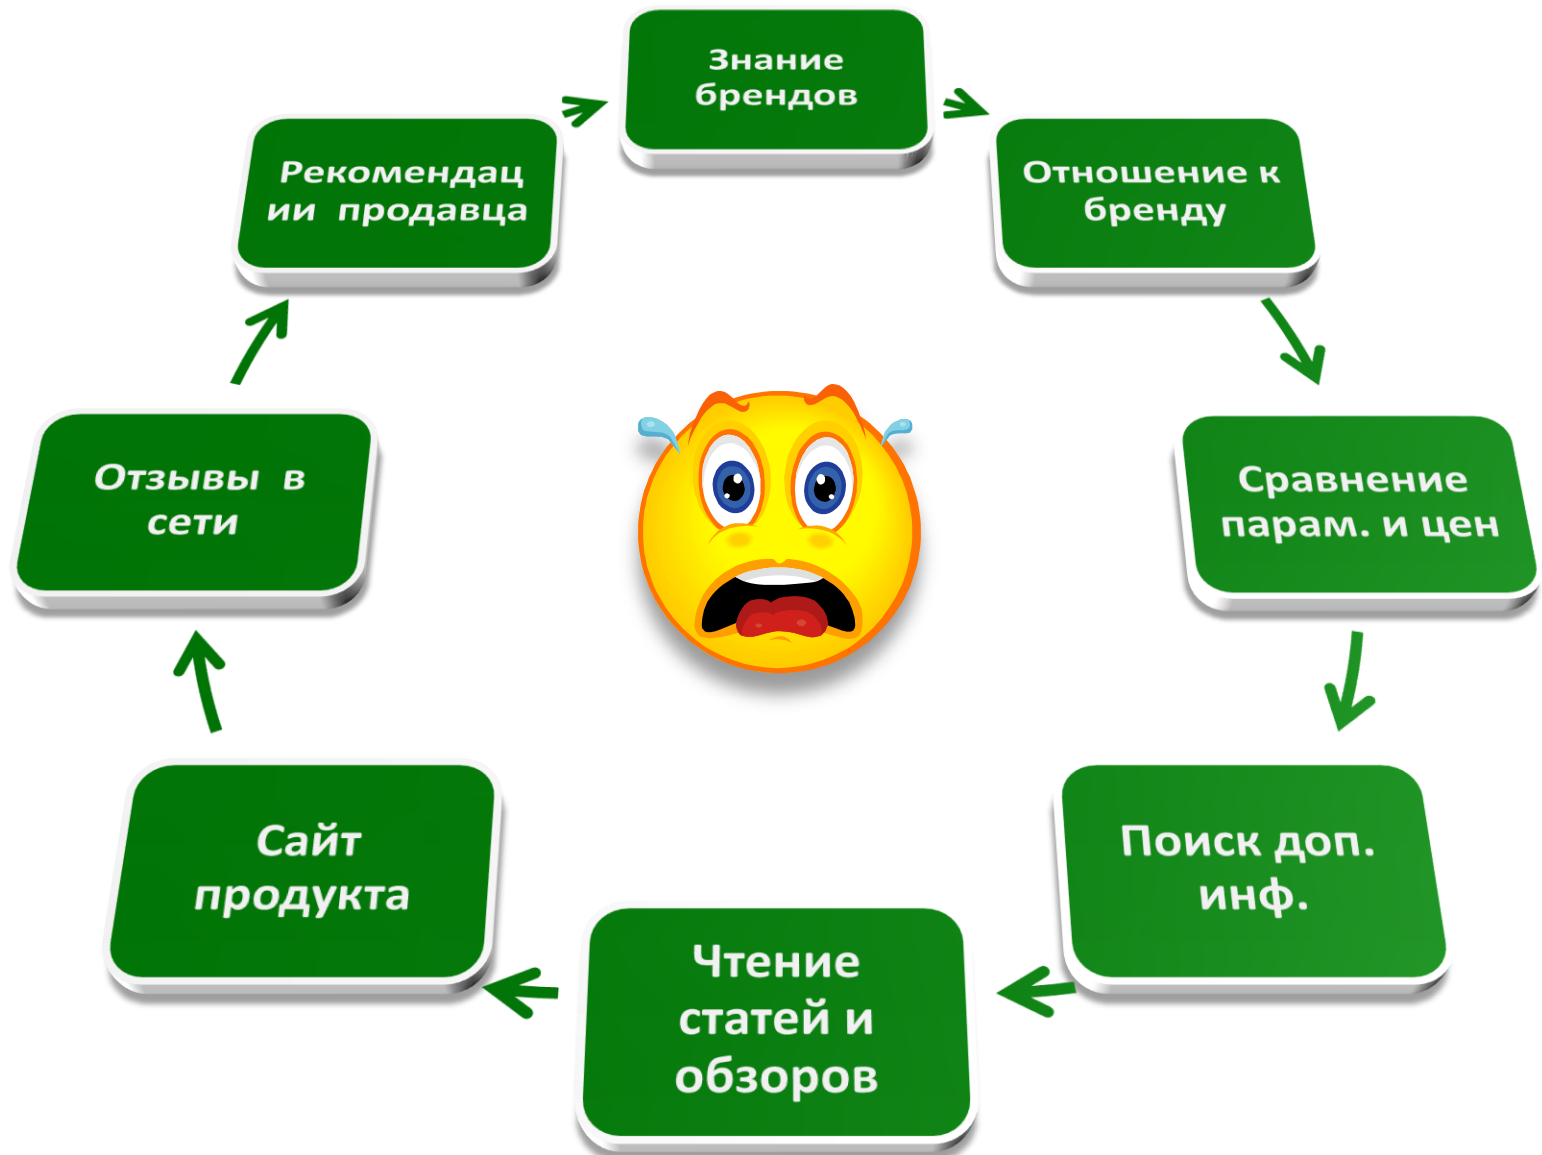 Знание
брендов
Отношение к
бренду
Сравнение
парам. и цен
Поиск доп.
инф.
Чтение
статей и
обзоров
Сайт
продукта
Отзывы в
сети
Рекомендац
ии продавца